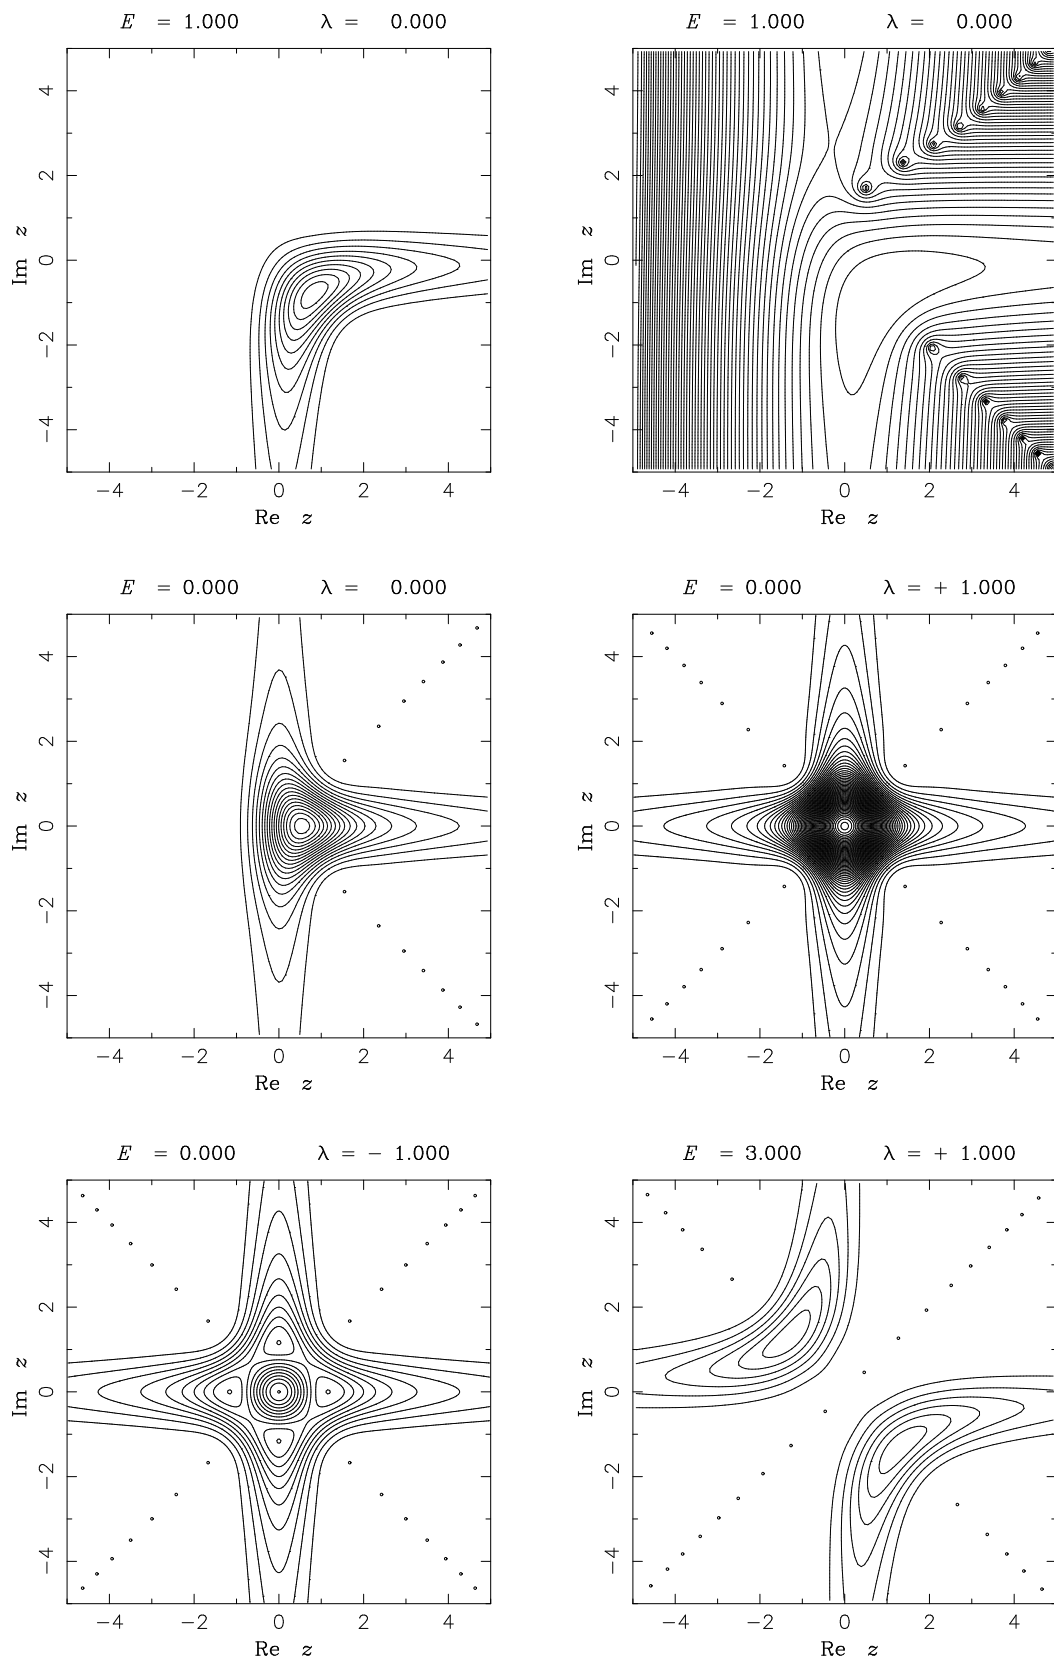 E = 1.000 λ = 0.000
E = 1.000 λ = 0.000
Im z
4
2
0
−2
−4
−4 −2 0 2 4
Re z
Im z
4
2
0
−2
−4
−4 −2 0 2 4
Re z
E = 0.000 λ = 0.000
E = 0.000 λ = + 1.000
Im z
4
2
0
−2
−4
−4 −2 0 2 4
Re z
Im z
4
2
0
−2
−4
−4 −2 0 2 4
Re z
E = 0.000 λ = − 1.000
E = 3.000 λ = + 1.000
Im z
4
2
0
−2
−4
−4 −2 0 2 4
Re z
Im z
4
2
0
−2
−4
−4 −2 0 2 4
Re z